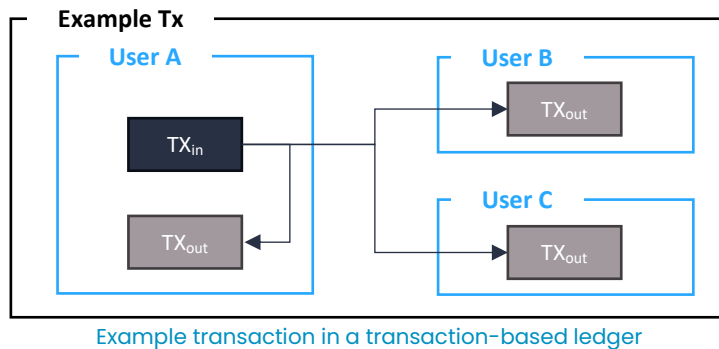 Example Tx
User A
User B
TXout
TXin
User C
TXout
TXout
Example transaction in a transaction-based ledger